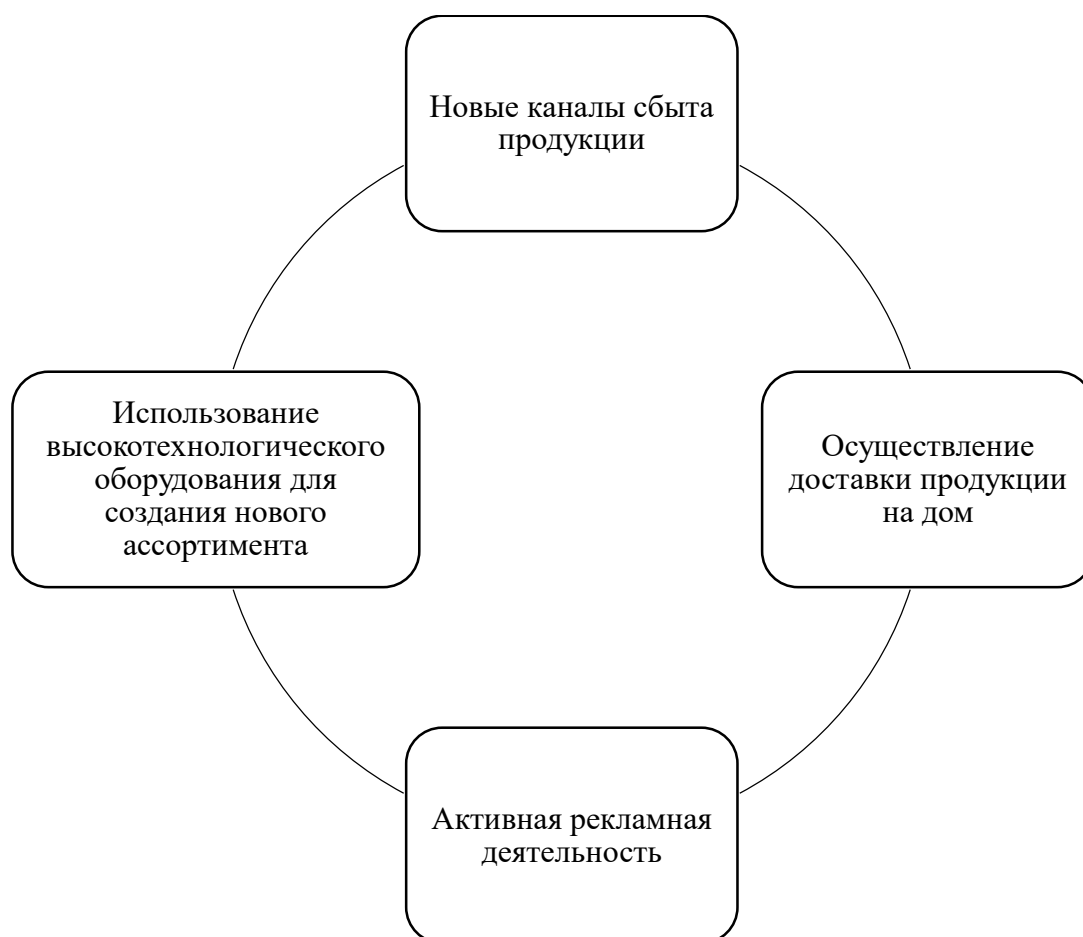 Новые каналы сбыта
продукции
Использование
высокотехнологического
оборудования для
создания нового
ассортимента
Осуществление
доставки продукции
на дом
Активная рекламная
деятельность